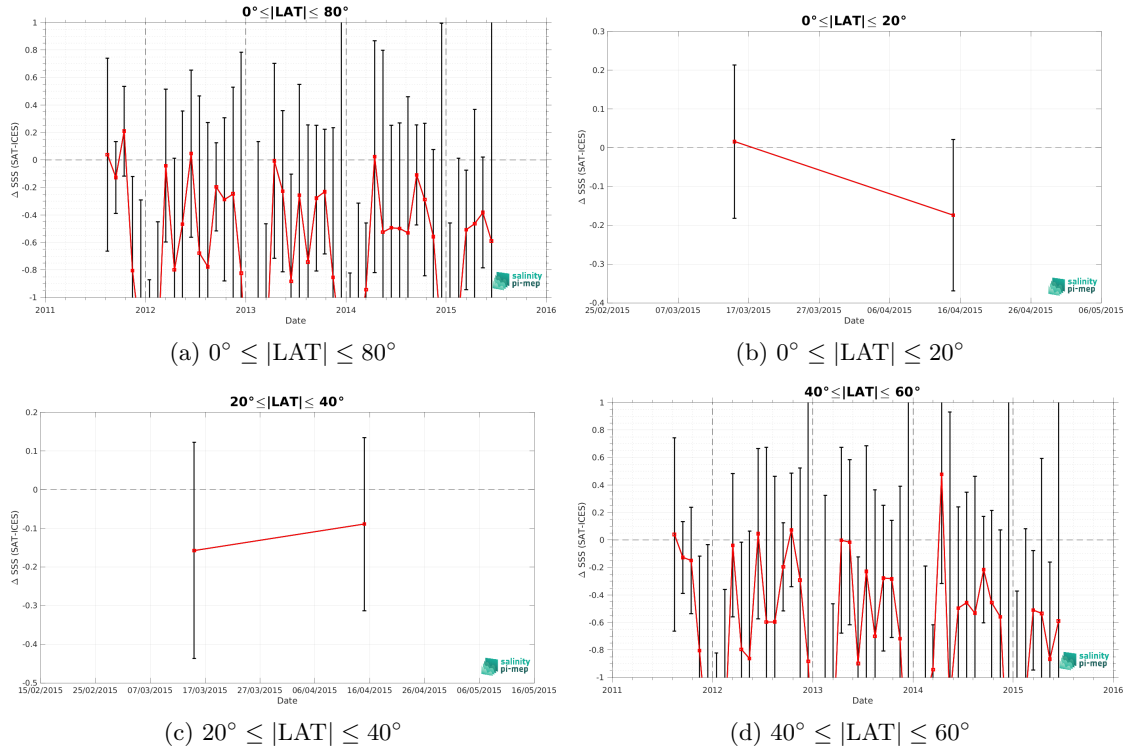 0°≤|LAT|≤ 80°
Δ SSS (SAT-ICES)
1
0.8
0.6
0.4
0.2
0
-0.2
-0.4
-0.6
-0.8
-1
2011
2012
2013
2014
2015
2016
Date
salinity
pi-mep
(a) 0° ≤ |LAT| ≤ 80°
0°≤|LAT|≤ 20°
Δ SSS (SAT-ICES)
0.3
0.2
0.1
0
-0.1
-0.2
-0.3
-0.4
25/02/2015
07/03/2015
17/03/2015
27/03/2015
06/04/2015
16/04/2015
26/04/2015
06/05/2015
Date
salinity
pi-mep
(b) 0° ≤ |LAT| ≤ 20°
20°≤|LAT|≤ 40°
Δ SSS (SAT-ICES)
0.2
0.1
0
-0.1
-0.2
-0.3
-0.4
-0.5
15/02/2015
25/02/2015
07/03/2015
17/03/2015
27/03/2015
06/04/2015
16/04/2015
26/04/2015
06/05/2015
16/05/2015
Date
salinity
pi-mep
(c) 20° ≤ |LAT| ≤ 40°
40°≤|LAT|≤ 60°
Δ SSS (SAT-ICES)
1
0.8
0.6
0.4
0.2
0
-0.2
-0.4
-0.6
-0.8
-1
2011
2012
2013
2014
2015
2016
Date
salinity
pi-mep
(d) 40° ≤ |LAT| ≤ 60°